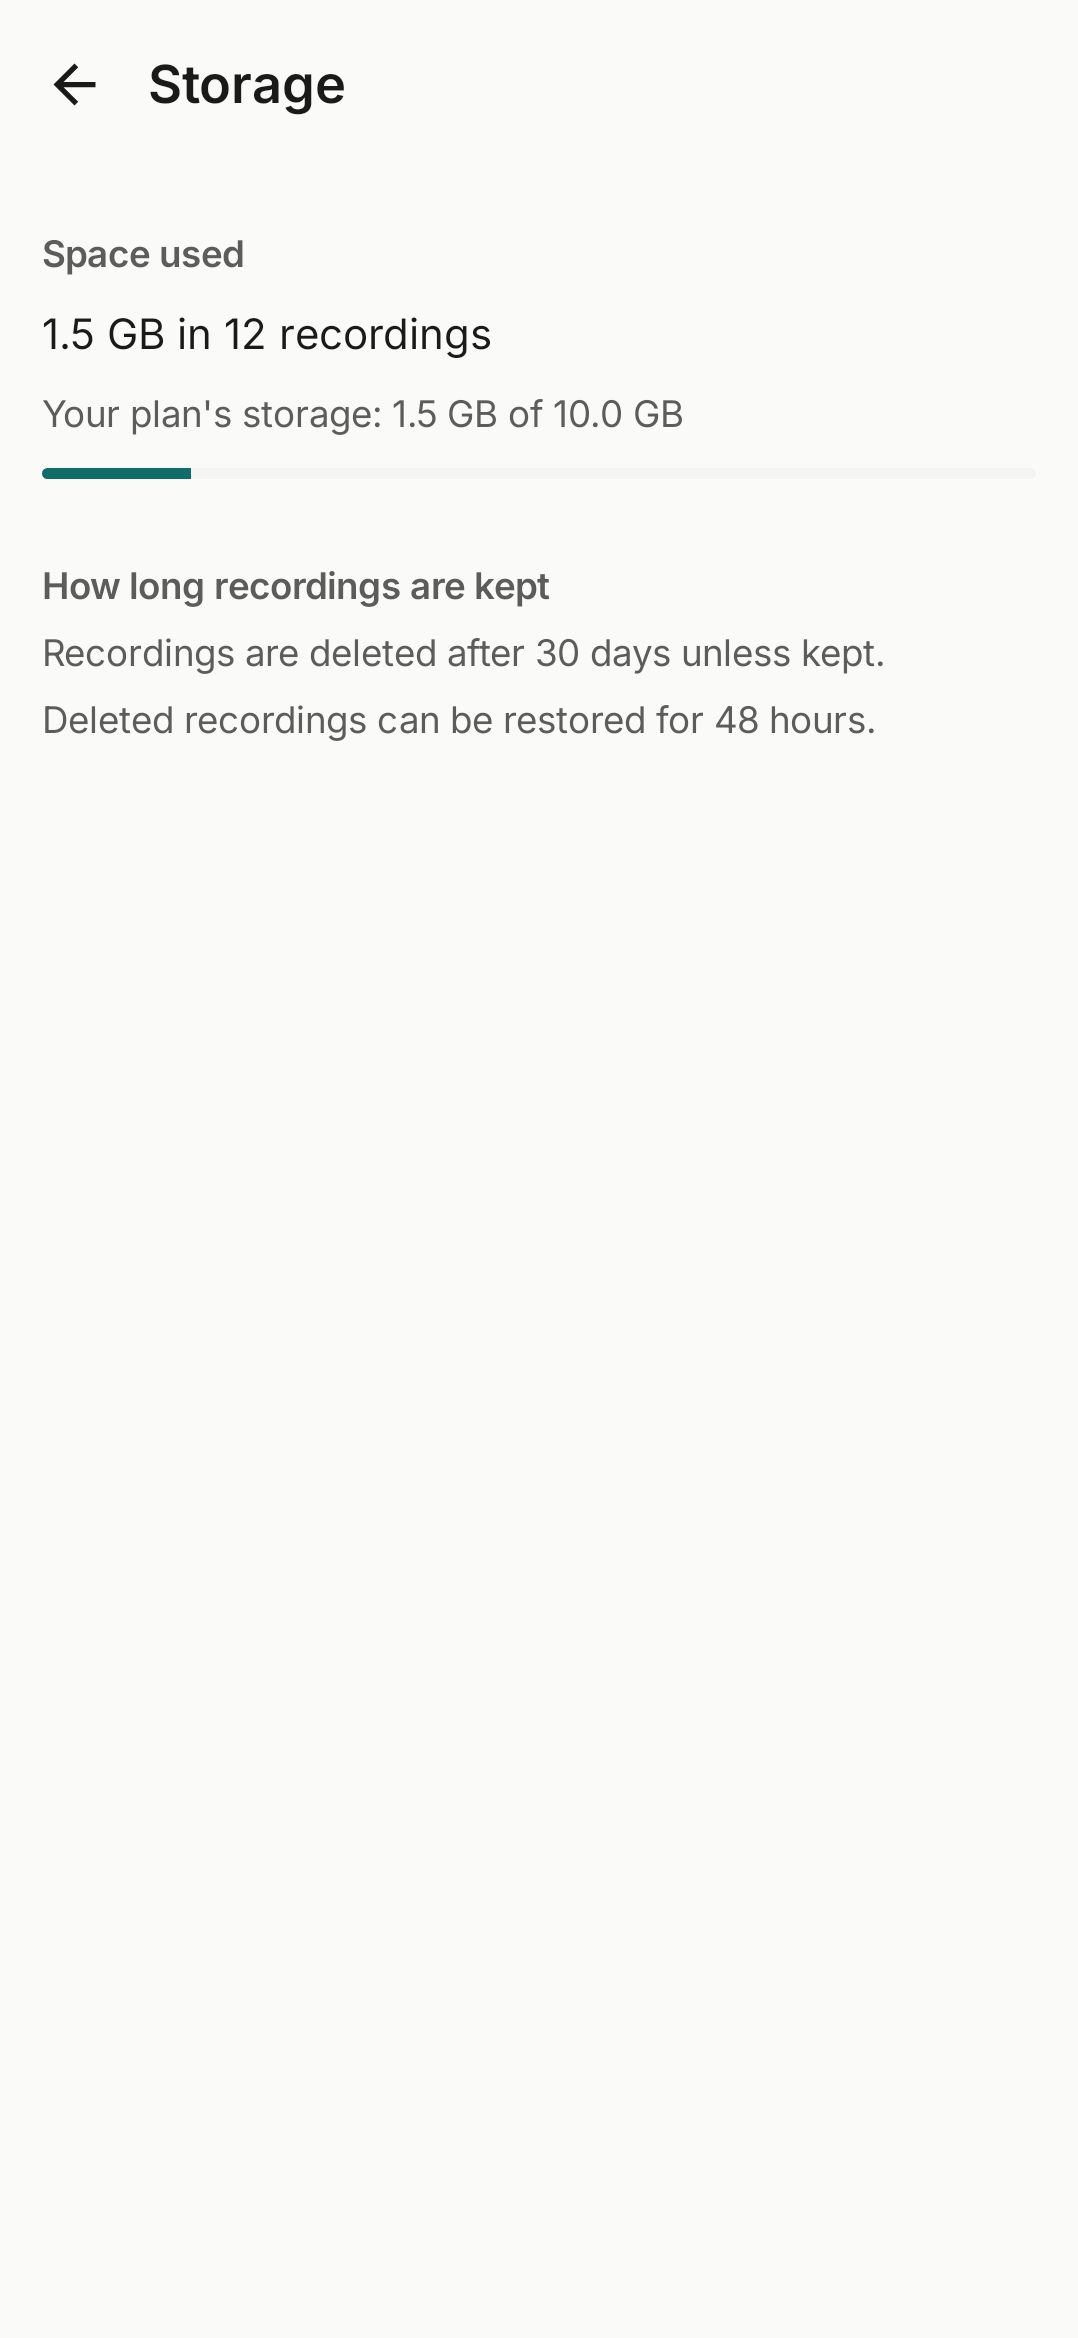 Storage
Space used
1.5 GB in 12 recordings
Your plan's storage: 1.5 GB of 10.0 GB
How long recordings are kept
Recordings are deleted after 30 days unless kept.
Deleted recordings can be restored for 48 hours.